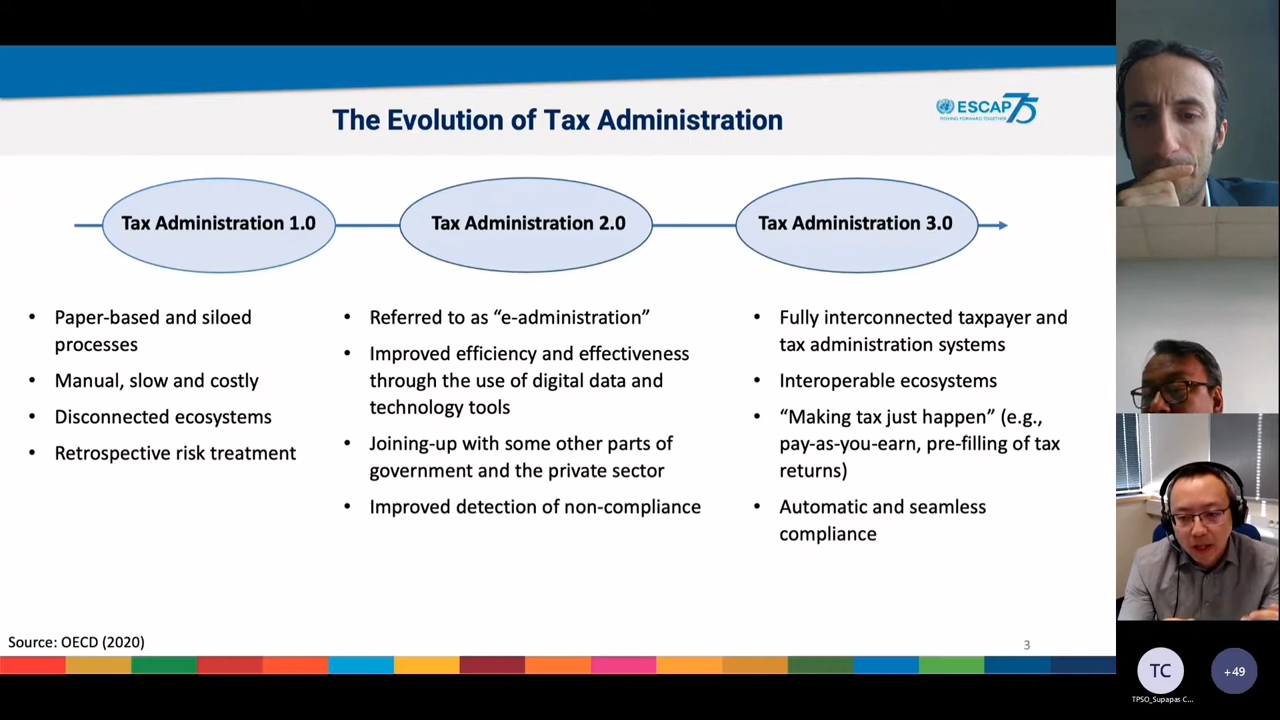 The Evolution of Tax Administration
ESCAP 75
MOVING FORWARD TOGETHER
Tax Administration 1.0
Tax Administration 2.0
Tax Administration 3.0
• Paper-based and siloed
processes
• Manual, slow and costly
• Disconnected ecosystems
• Retrospective risk treatment
• Referred to as “e-administration”
• Improved efficiency and effectiveness
through the use of digital data and
technology tools
• Joining-up with some other parts of
government and the private sector
• Improved detection of non-compliance
• Fully interconnected taxpayer and
tax administration systems
• Interoperable ecosystems
• “Making tax just happen” (e.g.,
pay-as-you-earn, pre-filling of tax
returns)
• Automatic and seamless
compliance
Source: OECD (2020)
3
TC
+49
TPSO_Supapas C...